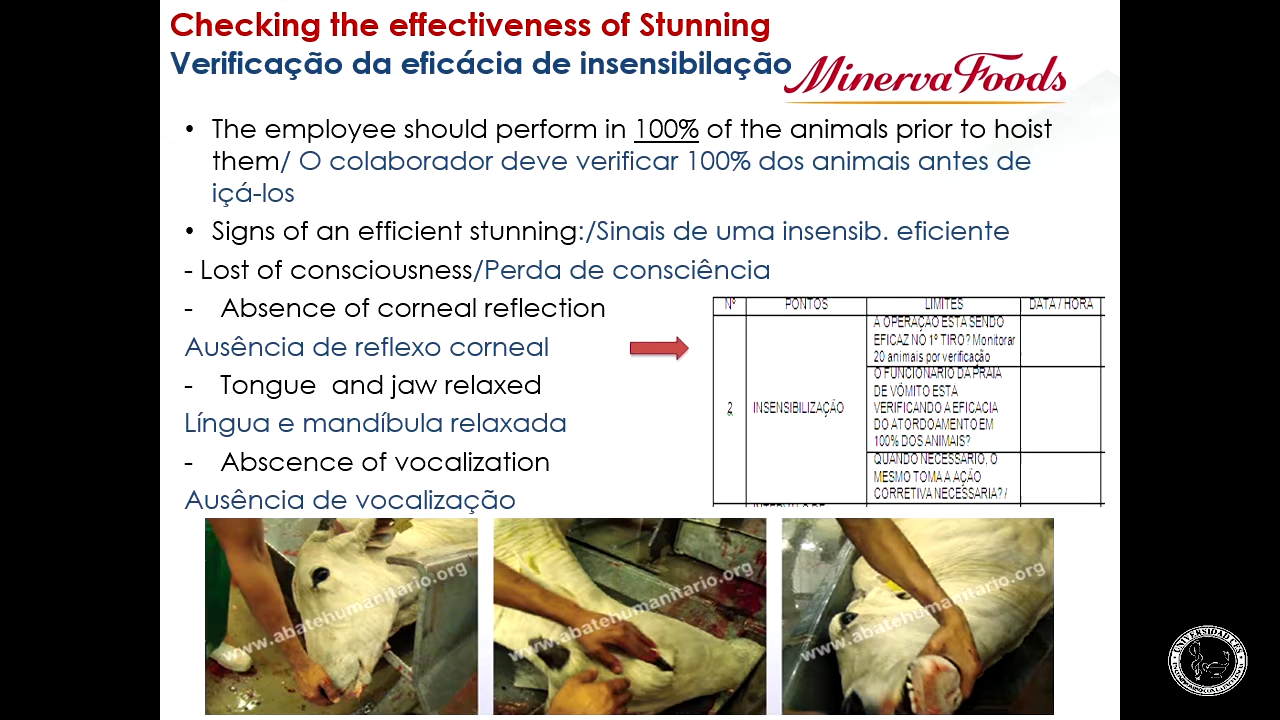 Checking the effectiveness of Stunning
Verificação da eficácia de insensibilação
Minerva Foods
• The employee should perform in 100% of the animals prior to hoist
them/ O colaborador deve verificar 100% dos animais antes de
içá-los
• Signs of an efficient stunning:/Sinais de uma insensib. eficiente
- Lost of consciousness/Perda de consciência
- Absence of corneal reflection
Ausência de reflexo corneal
- Tongue and jaw relaxed
Língua e mandíbula relaxada
- Abscence of vocalization
Ausência de vocalização
Nº PONTOS LIMITES DATA / HORA
2 INSENSIBILIZAÇÃO
A OPERAÇÃO ESTÁ SENDO
EFICAZ NO 1º TIRO? Monitorar
20 animais por verificação
O FUNCIONÁRIO DA PRAIA
DE VÔMITO ESTA
VERIFICANDO A EFICACIA
DO ATORDOAMENTO EM
100% DOS ANIMAIS?
QUANDO NECESSÁRIO, O
MESMO TOMA A AÇÃO
CORRETIVA NECESSARIA? /
www.abatehumanitario.org
www.abatehumanitario.org
www.abatehumanitario.org
UNIVERSIDAD CES